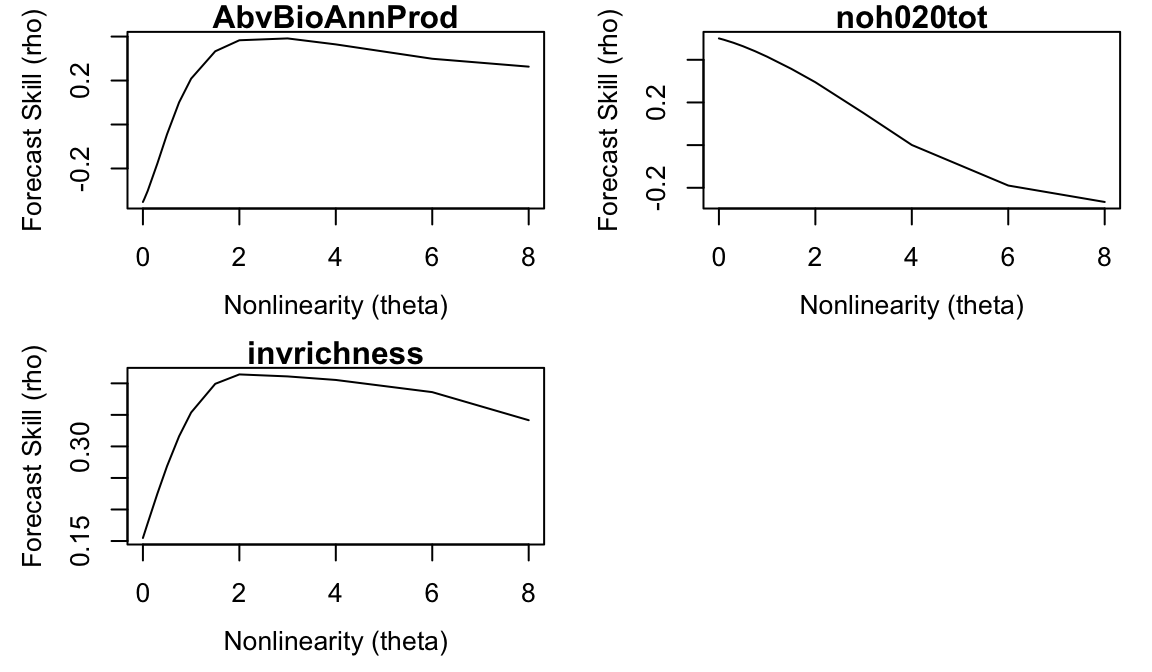 AbvBioAnnProd
Forecast Skill (rho)
0.2
-0.2
0 2 4 6 8
Nonlinearity (theta)
noh020tot
Forecast Skill (rho)
0.2
-0.2
0 2 4 6 8
Nonlinearity (theta)
invrichness
Forecast Skill (rho)
0.30
0.15
0 2 4 6 8
Nonlinearity (theta)